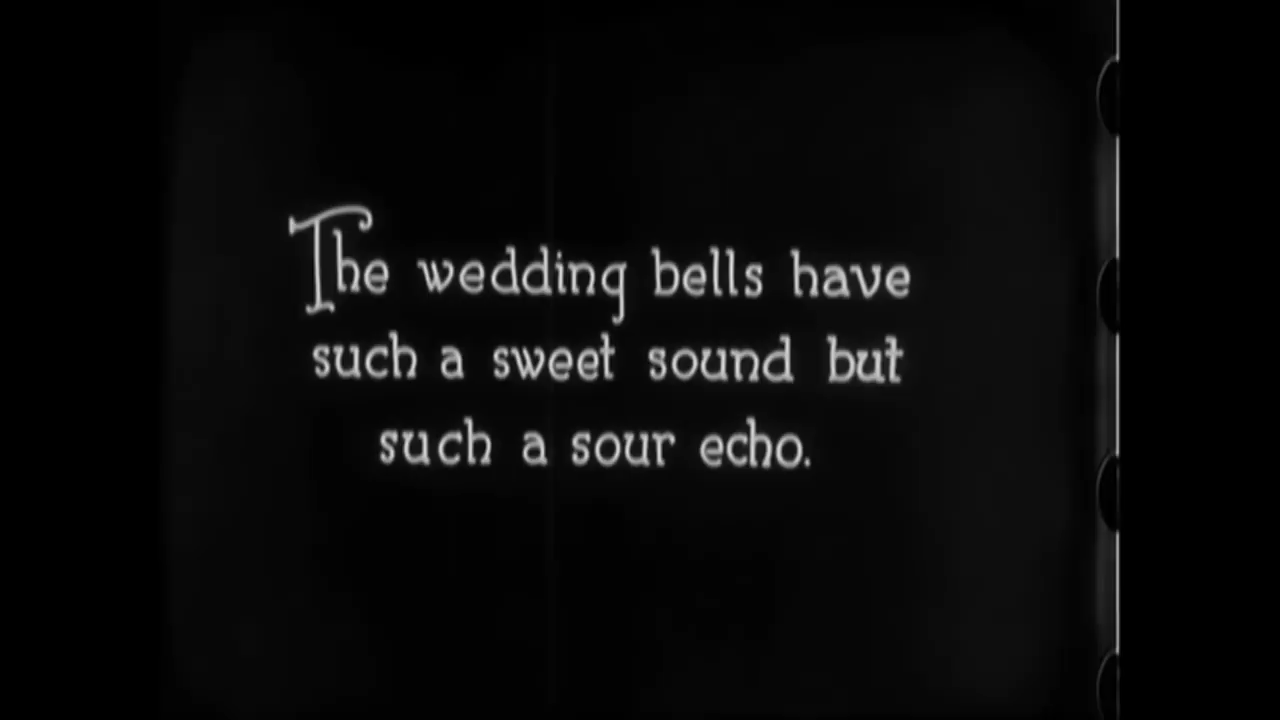 The wedding bells have
such a sweet sound but
such a sour echo.